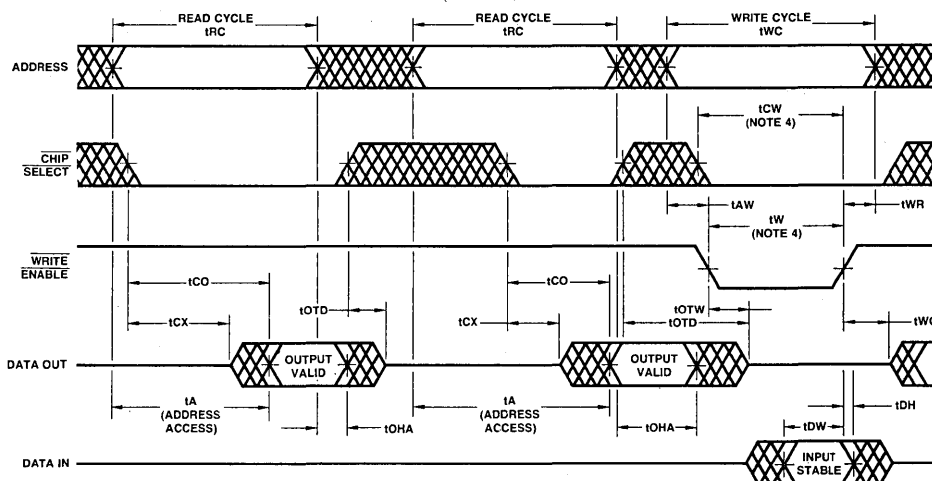 READ CYCLE
tRC
READ CYCLE
tRC
WRITE CYCLE
tWC
ADDRESS
tCW
(NOTE 4)
CHIP
SELECT
tAW
tWR
tW
(NOTE 4)
WRITE
ENABLE
tCO
tCO
tOTD
tOTW
tCX
tCX
tOTD
tWO
DATA OUT
OUTPUT
VALID
OUTPUT
VALID
tA
(ADDRESS
ACCESS)
tOHA
tA
(ADDRESS
ACCESS)
tOHA
tDH
tDW
DATA IN
INPUT
STABLE